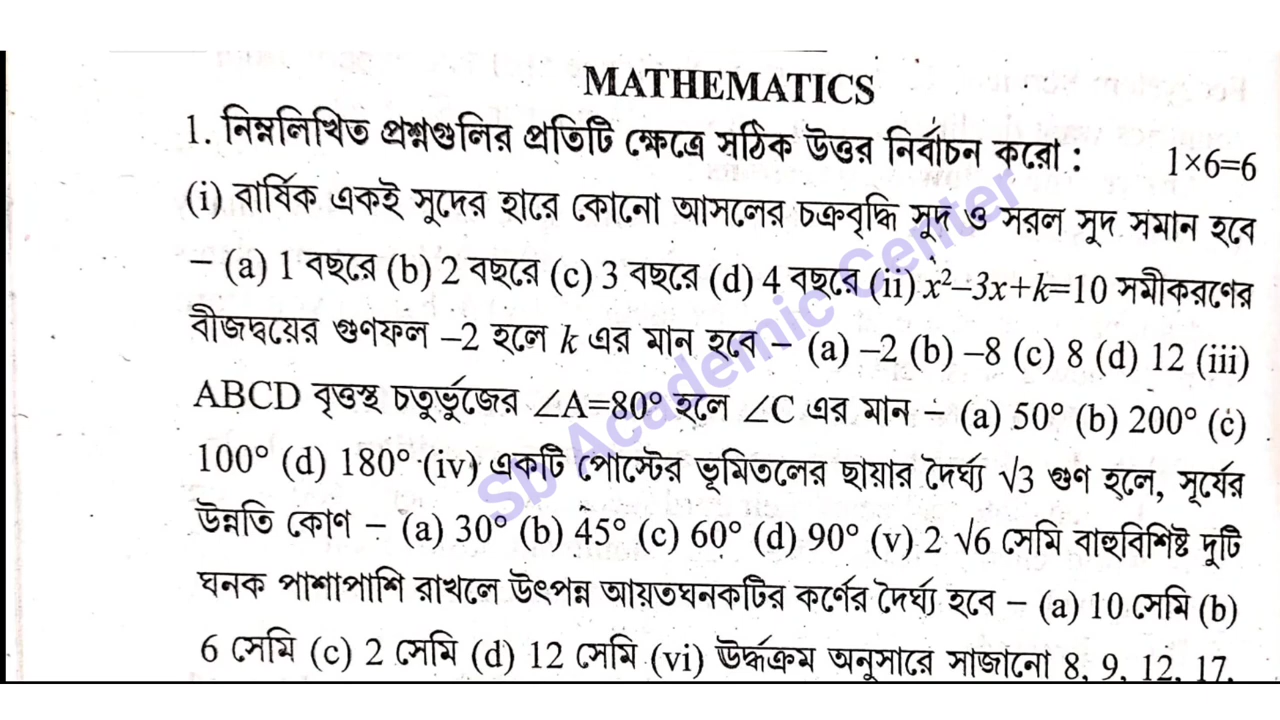 MATHEMATICS
1. নিম্নলিখিত প্রশ্নগুলির প্রতিটি ক্ষেত্রে সঠিক উত্তর নির্বাচন করো : 1×6=6
(i) বার্ষিক একই সুদের হারে কোনো আসলের চক্রবৃদ্ধি সুদ ও সরল সুদ সমান হবে
– (a) 1 বছরে (b) 2 বছরে (c) 3 বছরে (d) 4 বছরে (ii) x²–3x+k=10 সমীকরণের
বীজদ্বয়ের গুণফল –2 হলে k এর মান হবে – (a) –2 (b) –8 (c) 8 (d) 12 (iii)
ABCD বৃত্তস্থ চতুর্ভুজের ∠A=80° হলে ∠C এর মান – (a) 50° (b) 200° (c)
100° (d) 180° (iv) একটি পোস্টের ভূমিতলের ছায়ার দৈর্ঘ্য √3 গুণ হলে, সূর্যের
উন্নতি কোণ – (a) 30° (b) 45° (c) 60° (d) 90° (v) 2 √6 সেমি বাহুবিশিষ্ট দুটি
ঘনক পাশাপাশি রাখলে উৎপন্ন আয়তঘনকটির কর্ণের দৈর্ঘ্য হবে – (a) 10 সেমি (b)
6 সেমি (c) 2 সেমি (d) 12 সেমি (vi) ঊর্দ্ধক্রম অনুসারে সাজানো 8, 9, 12, 17,
Sb Academic Center